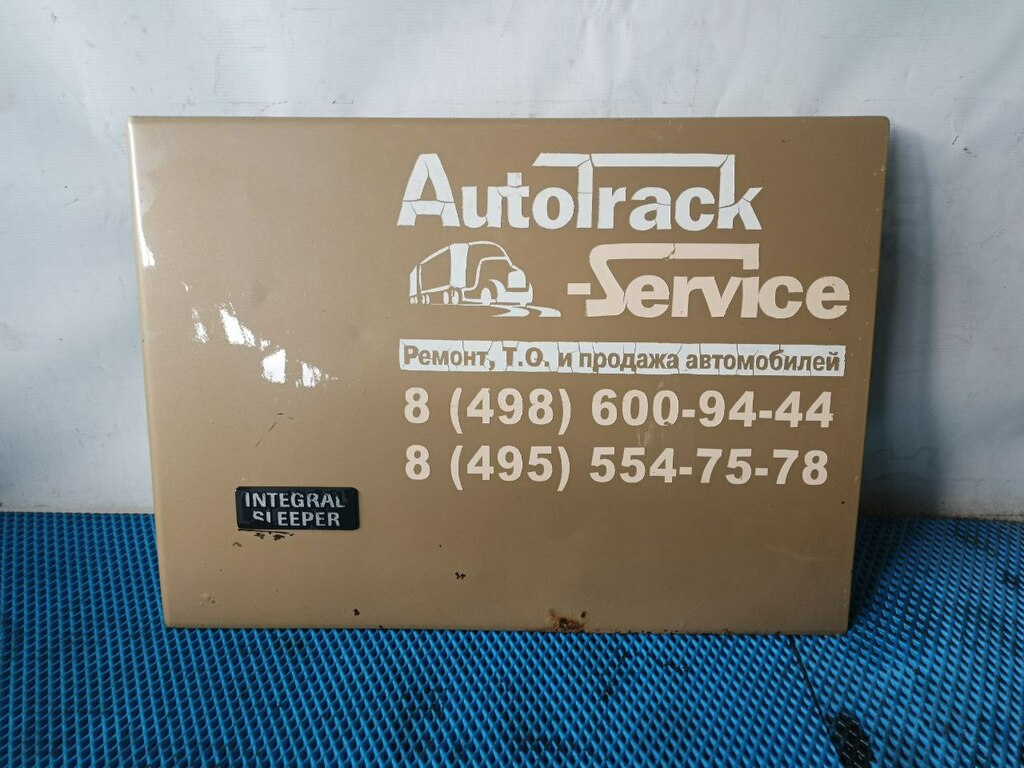 AutoTrack
-Service
Ремонт, Т.О. и продажа автомобилей
8 (498) 600-94-44
8 (495) 554-75-78
INTEGRAL
SLEEPER